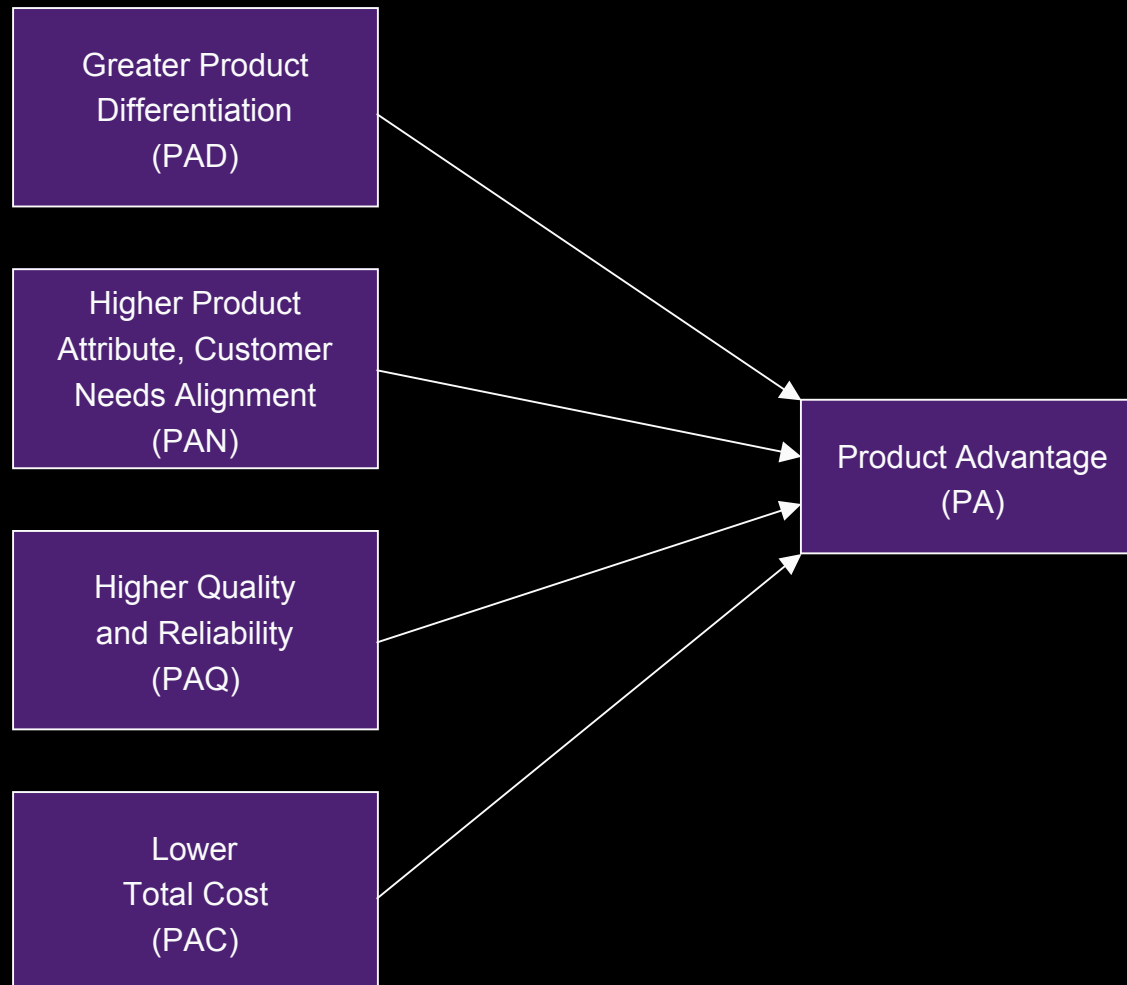 Greater Product
Differentiation
(PAD)
Higher Product
Attribute, Customer
Needs Alignment
(PAN)
Higher Quality
and Reliability
(PAQ)
Lower
Total Cost
(PAC)
Product Advantage
(PA)